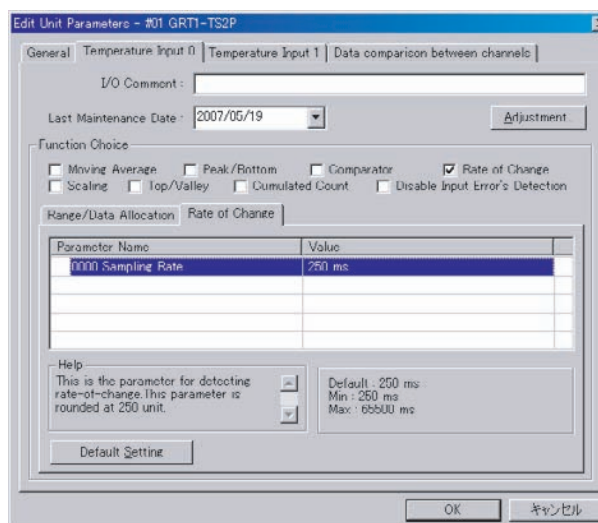 Edit Unit Parameters - #01 GRT1-TS2P
General Temperature Input 0 Temperature Input 1 Data comparison between channels
I/O Comment :
Last Maintenance Date : 2007/05/19 Adjustment
Function Choice
Moving Average Peak/Bottom Comparator Rate of Change
Scaling Top/Valley Cumulated Count Disable Input Error's Detection
Range/Data Allocation Rate of Change
Parameter Name Value
0000 Sampling Rate 250 ms
Help
This is the parameter for detecting
rate-of-change.This parameter is
rounded at 250 unit.
Default : 250 ms
Min : 250 ms
Max : 65500 ms
Default Setting
OK キャンセル